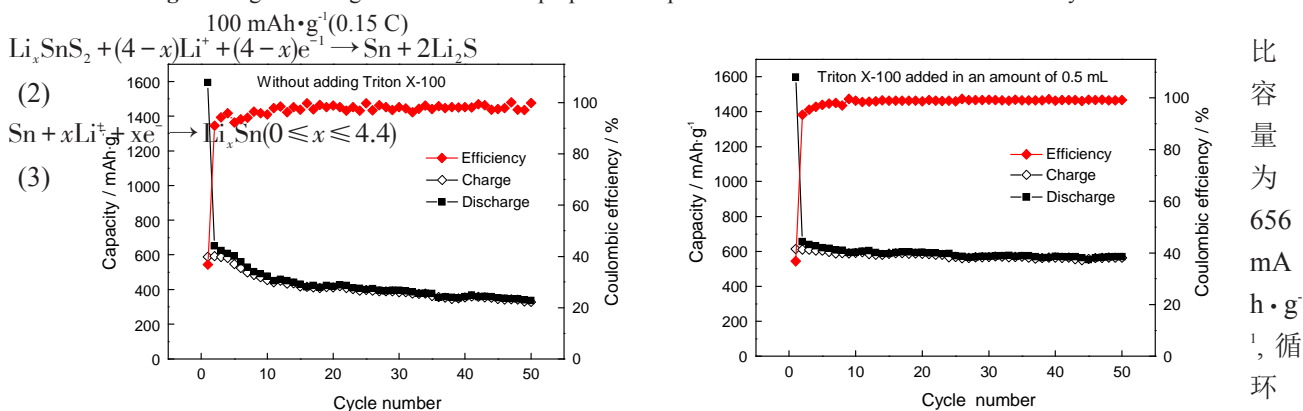 100 mAh•g⁻¹(0.15 C)
LiₓSnS₂ +(4−x)Li⁺ +(4−x)e⁻¹ → Sn + 2Li₂S
(2)
Sn + xLi⁺ + xe⁻ → LiₓSn(0 ≤ x ≤ 4.4)
(3)
Without adding Triton X-100
Efficiency
Charge
Discharge
Capacity / mAh·g⁻¹
1600
1400
1200
1000
800
600
400
200
0
100
80
60
40
20
0
Coulombic effciency / %
0 10 20 30 40 50
Cycle number
Triton X-100 added in an amount of 0.5 mL
Efficiency
Charge
Discharge
Capacity / mAh·g⁻¹
1600
1400
1200
1000
800
600
400
200
0
100
80
60
40
20
0
Coulombic effciency / %
0 10 20 30 40 50
Cycle number
比
容
量
为
656
mA
h•g⁻
¹, 循
环